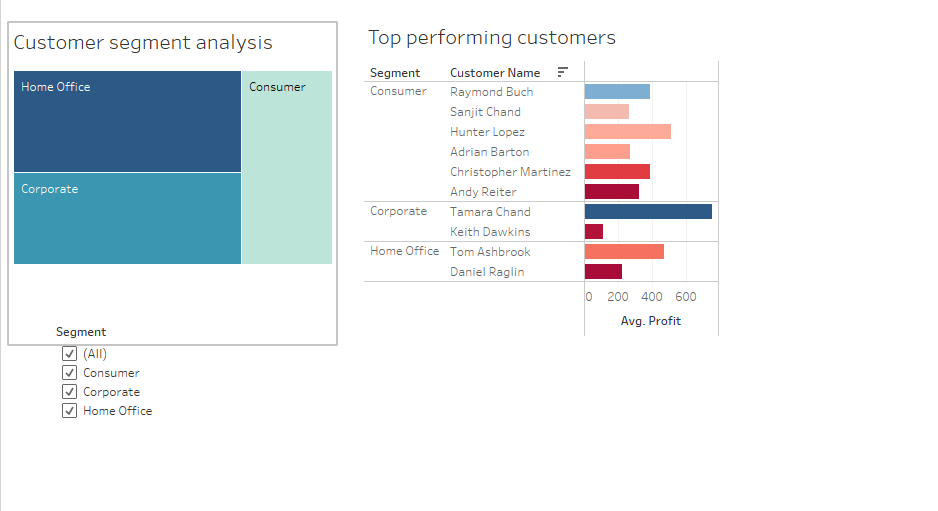 Customer segment analysis
Home Office
Consumer
Corporate
Segment
(All)
Consumer
Corporate
Home Office
Top performing customers
Segment Customer Name
Consumer Raymond Buch
Sanjit Chand
Hunter Lopez
Adrian Barton
Christopher Martinez
Andy Reiter
Corporate Tamara Chand
Keith Dawkins
Home Office Tom Ashbrook
Daniel Raglin
0 200 400 600
Avg. Profit